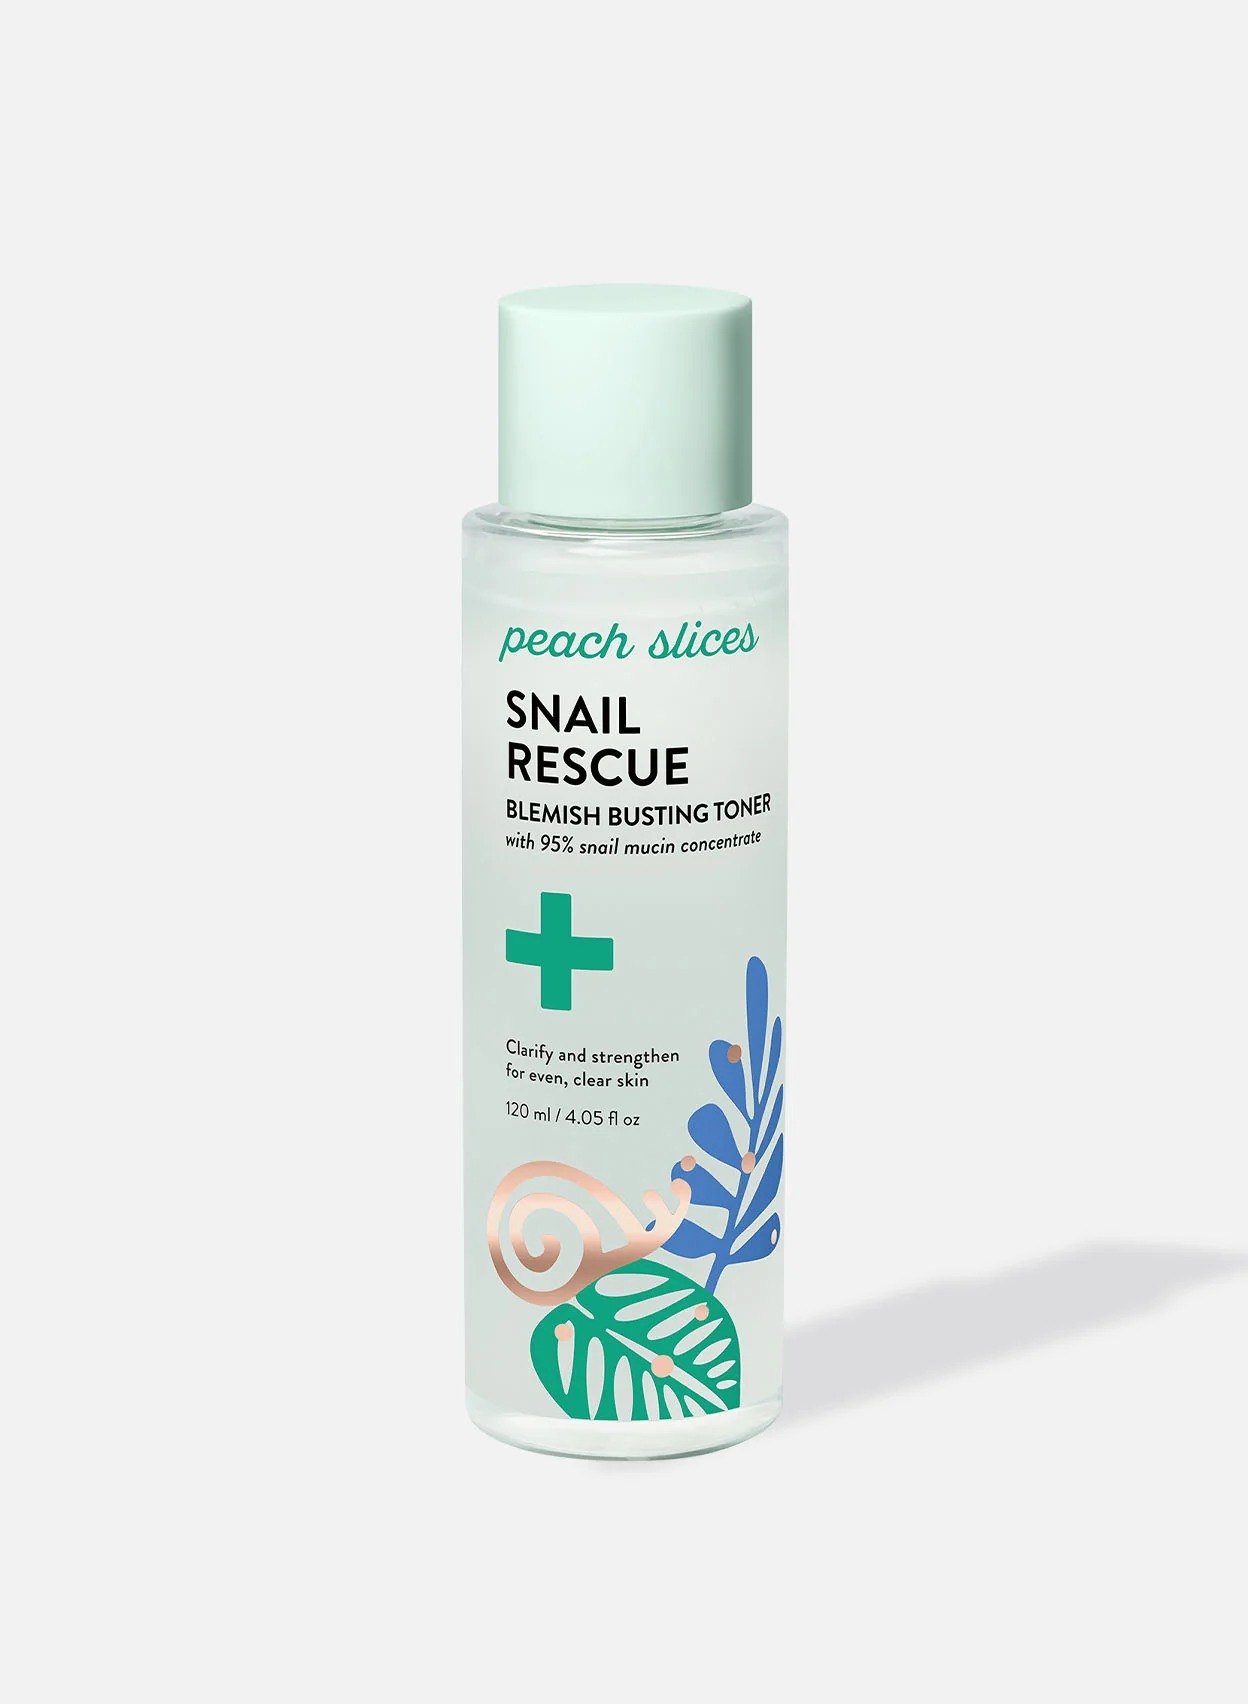 peach slices
SNAIL
RESCUE
BLEMISH BUSTING TONER
with 95% snail mucin concentrate
Clarify and strengthen
for even, clear skin
120 ml / 4.05 fl oz